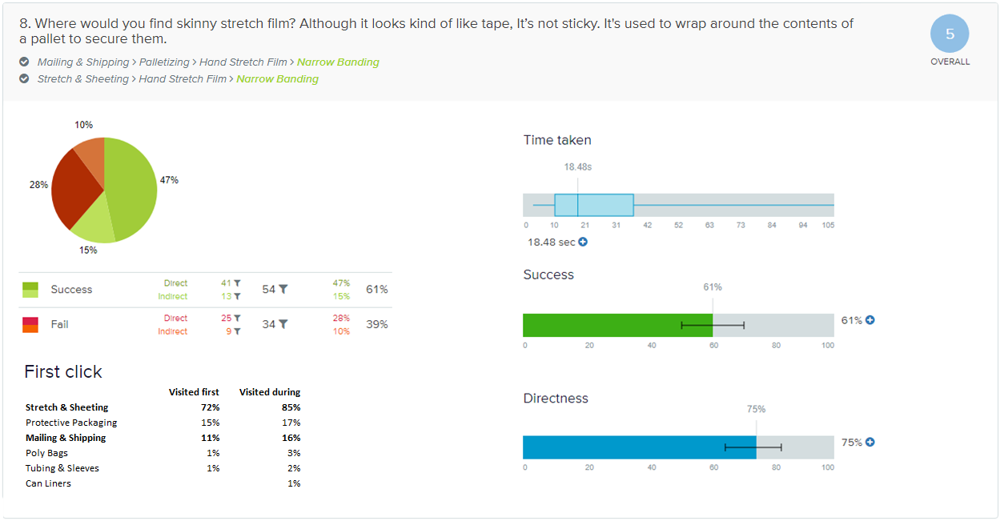 8. Where would you find skinny stretch film? Although it looks kind of like tape, It’s not sticky. It's used to wrap around the contents of
a pallet to secure them.
5
OVERALL
Mailing & Shipping > Palletizing > Hand Stretch Film > Narrow Banding
Stretch & Sheeting > Hand Stretch Film > Narrow Banding
10%
47%
28%
15%
Success Direct 41 54 47% 61%
Indirect 13 15%
Fail Direct 25 34 28% 39%
Indirect 9 10%
First click
Visited first Visited during
Stretch & Sheeting 72% 85%
Protective Packaging 15% 17%
Mailing & Shipping 11% 16%
Poly Bags 1% 3%
Tubing & Sleeves 1% 2%
Can Liners 1%
Time taken
18.48s
0 10 21 31 42 52 63 73 84 94 105
18.48 sec
Success
61%
61%
0 20 40 60 80 100
Directness
75%
75%
0 20 40 60 80 100